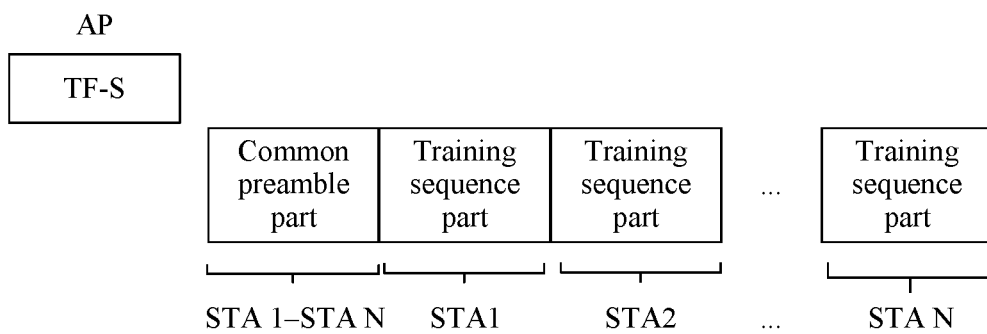 AP
TF-S
Common preamble part
Training sequence part
Training sequence part
...
Training sequence part
STA 1–STA N
STA1
STA2
...
STA N